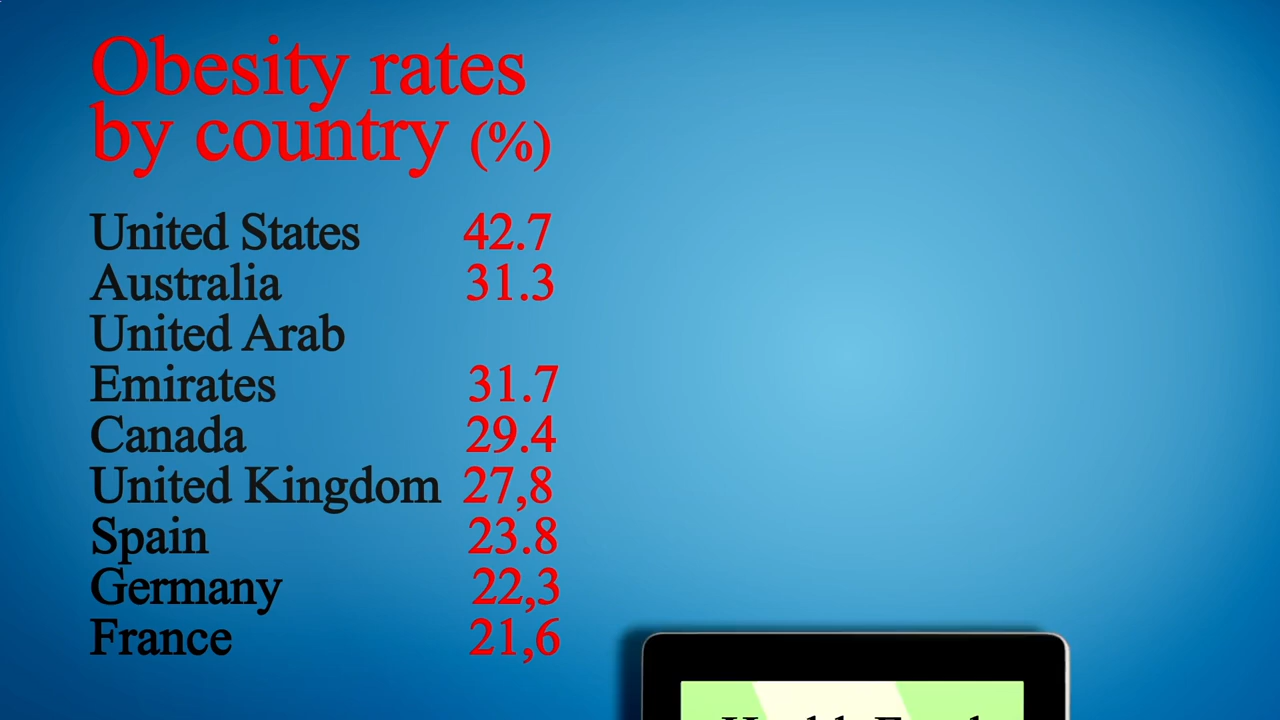 Obesity rates
by country (%)
United States 42.7
Australia 31.3
United Arab
Emirates 31.7
Canada 29.4
United Kingdom 27,8
Spain 23.8
Germany 22,3
France 21,6